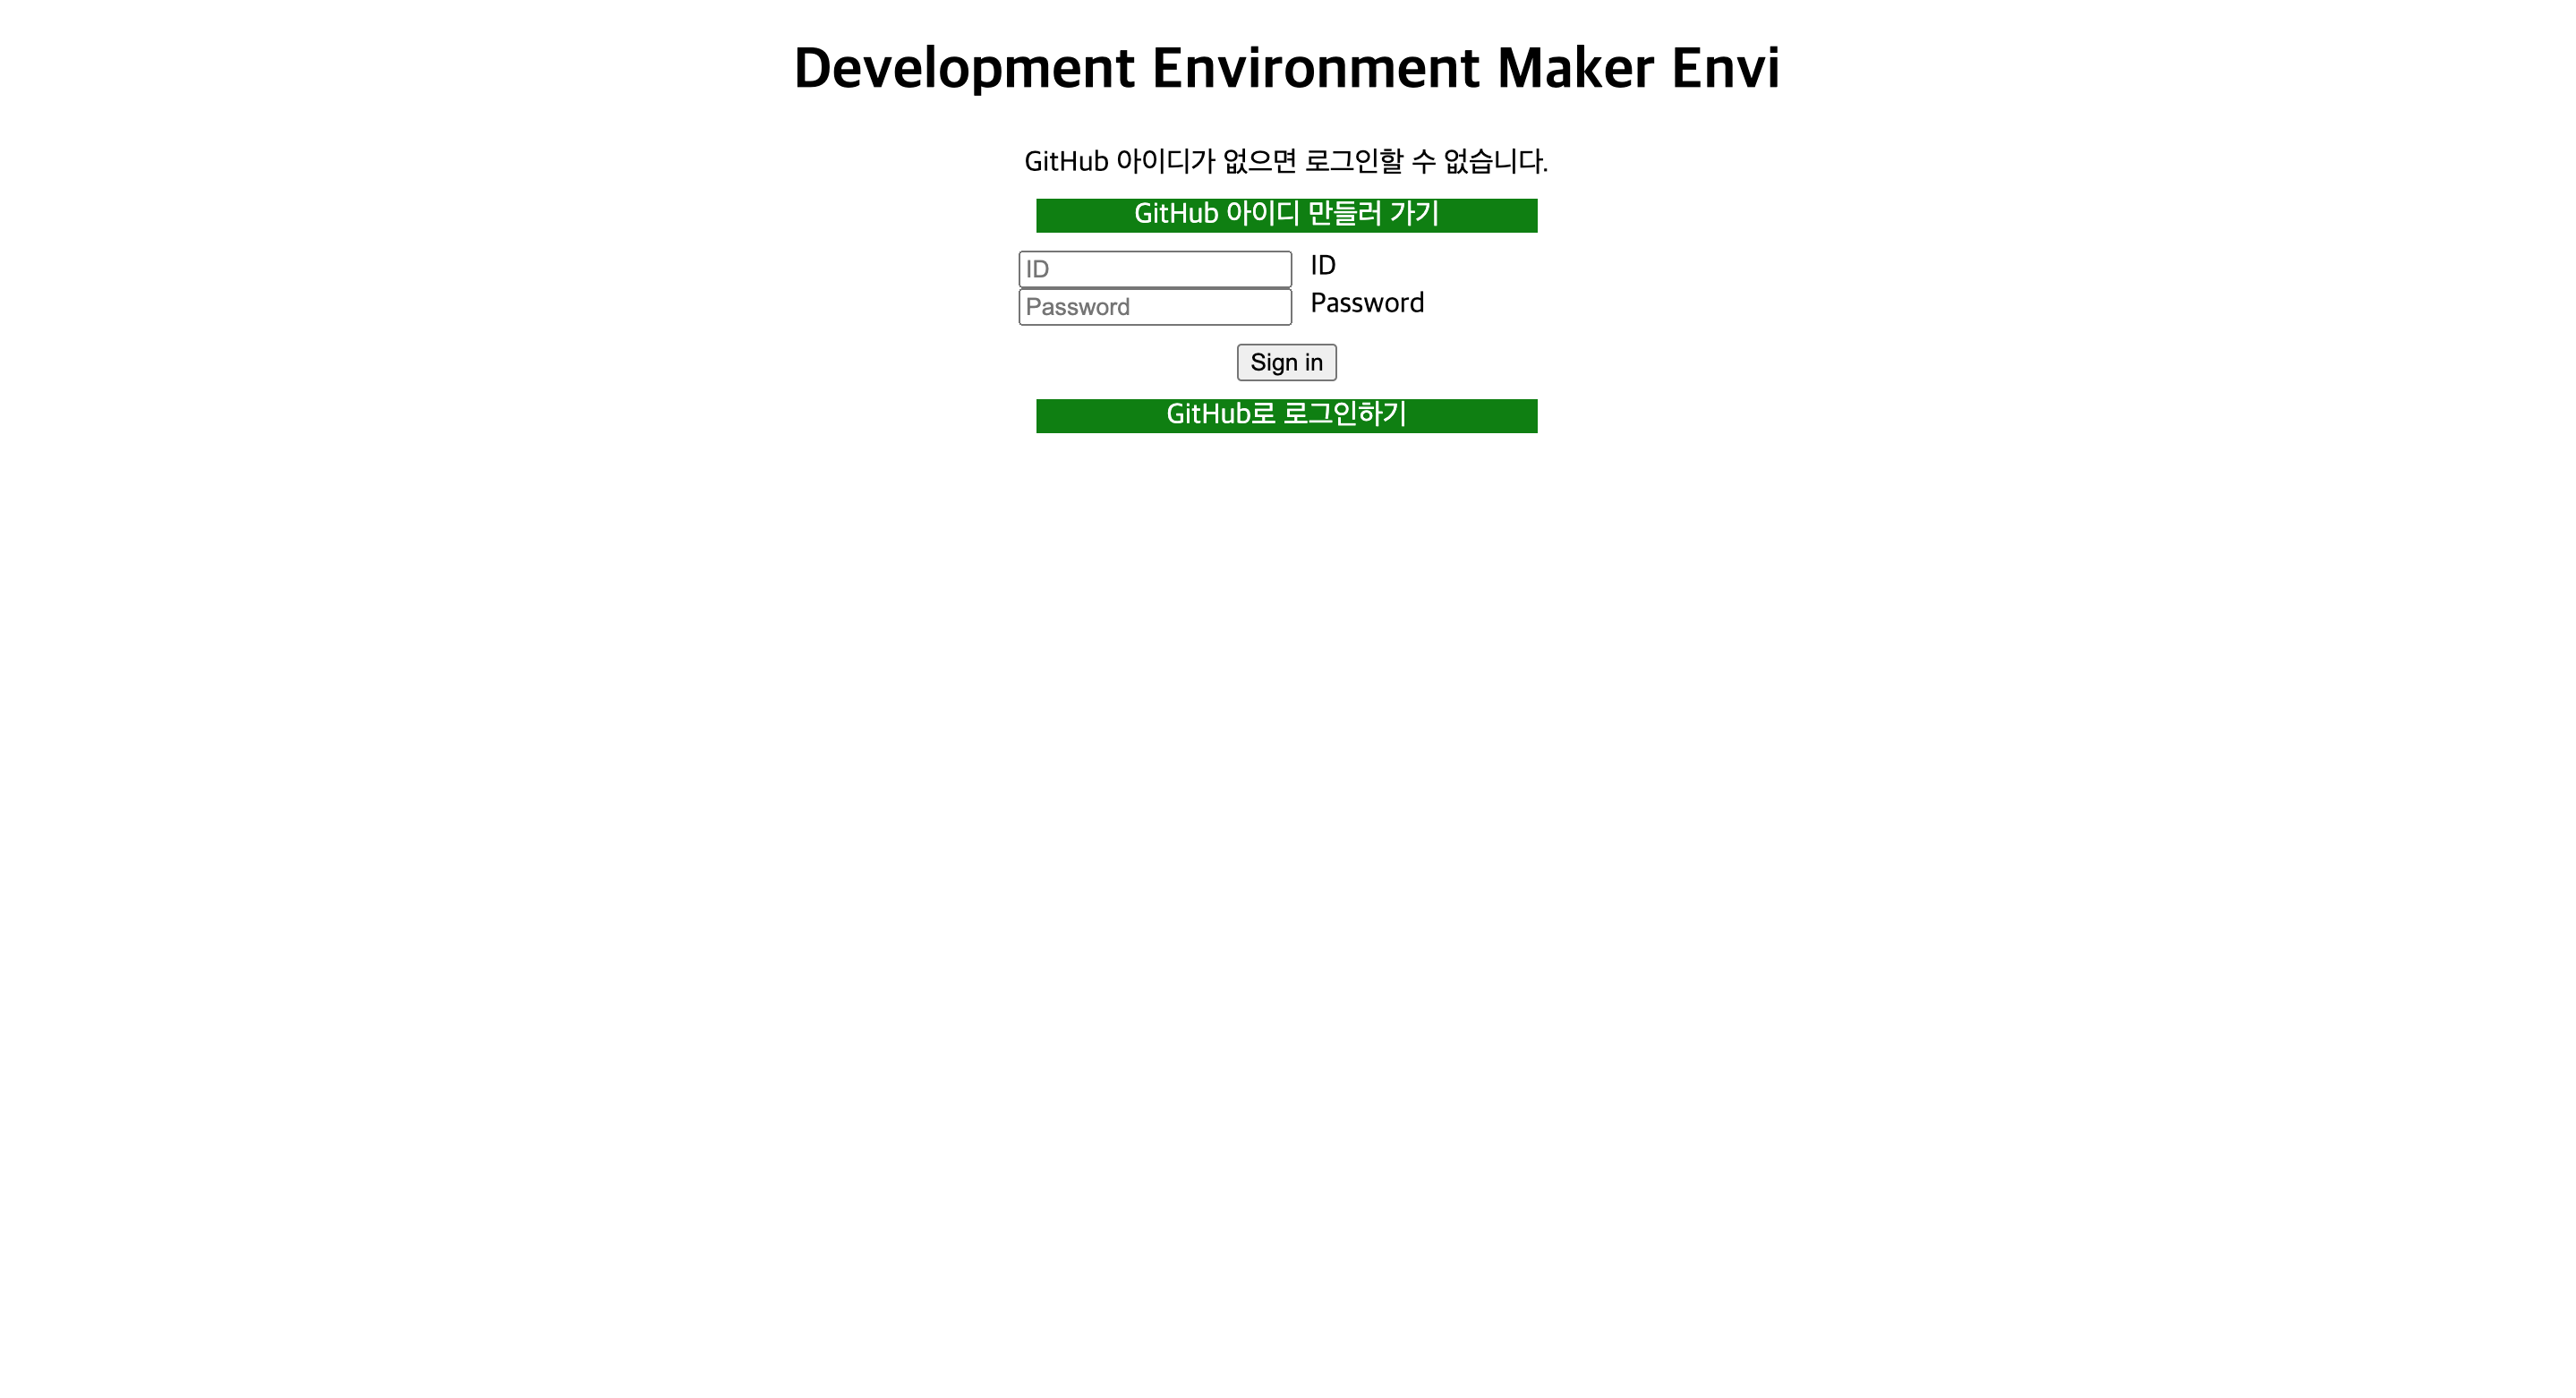 Development Environment Maker Envi
GitHub 아이디가 없으면 로그인할 수 없습니다.
GitHub 아이디 만들러 가기
ID ID
Password Password
Sign in
GitHub로 로그인하기